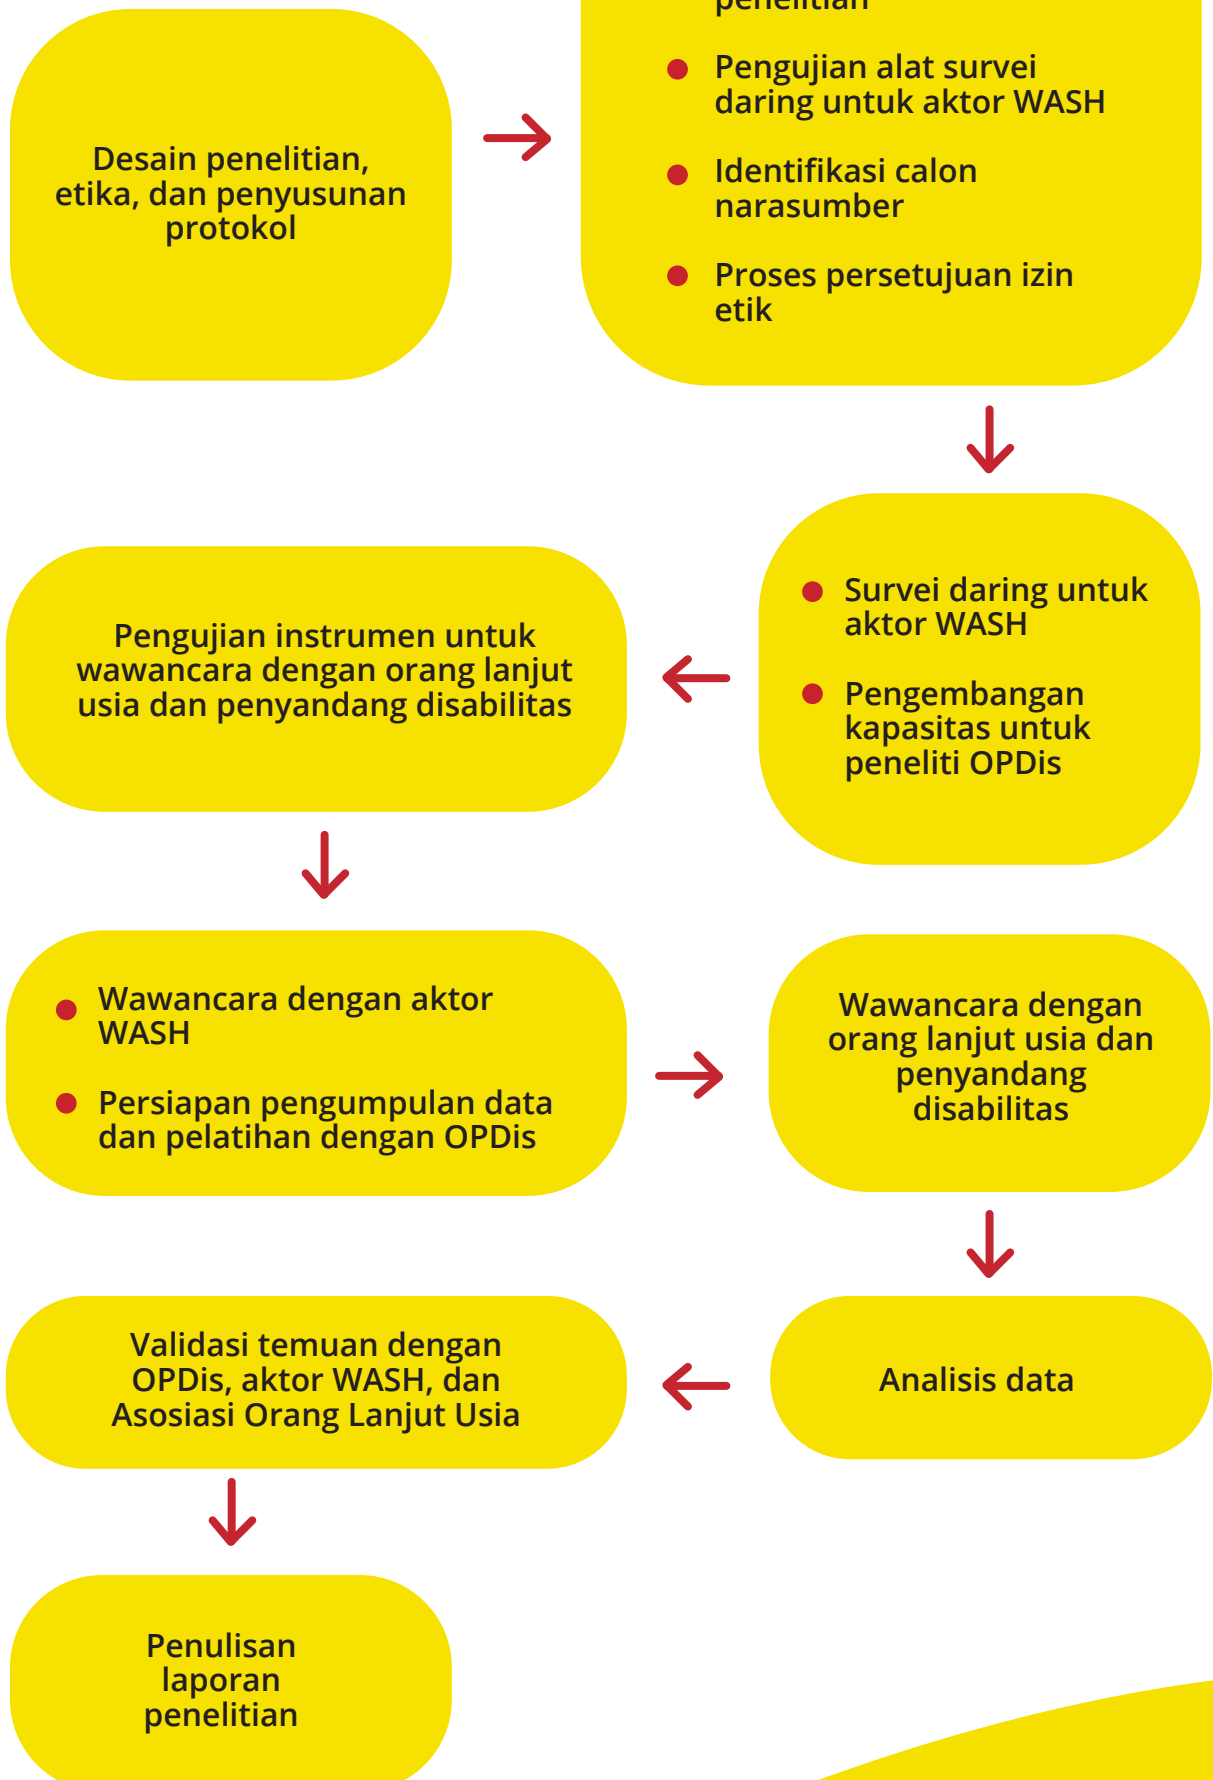 Desain penelitian,
etika, dan penyusunan
protokol
penelitian
Pengujian alat survei
daring untuk aktor WASH
Identifikasi calon
narasumber
Proses persetujuan izin
etik
Survei daring untuk
aktor WASH
Pengembangan
kapasitas untuk
peneliti OPDis
Pengujian instrumen untuk
wawancara dengan orang lanjut
usia dan penyandang disabilitas
Wawancara dengan aktor
WASH
Persiapan pengumpulan data
dan pelatihan dengan OPDis
Wawancara dengan
orang lanjut usia dan
penyandang
disabilitas
Analisis data
Validasi temuan dengan
OPDis, aktor WASH, dan
Asosiasi Orang Lanjut Usia
Penulisan
laporan
penelitian